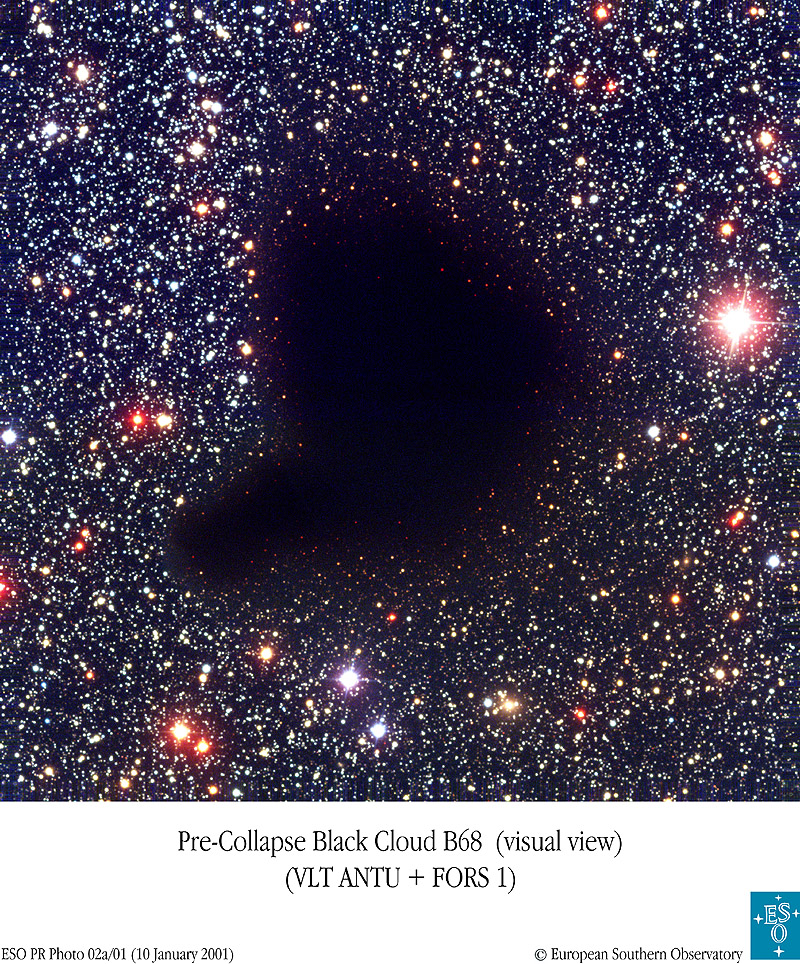 Pre-Collapse Black Cloud B68 (visual view)
(VLT ANTU + FORS 1)
ESO PR Photo 02a/01 (10 January 2001)
© European Southern Observatory
ESO